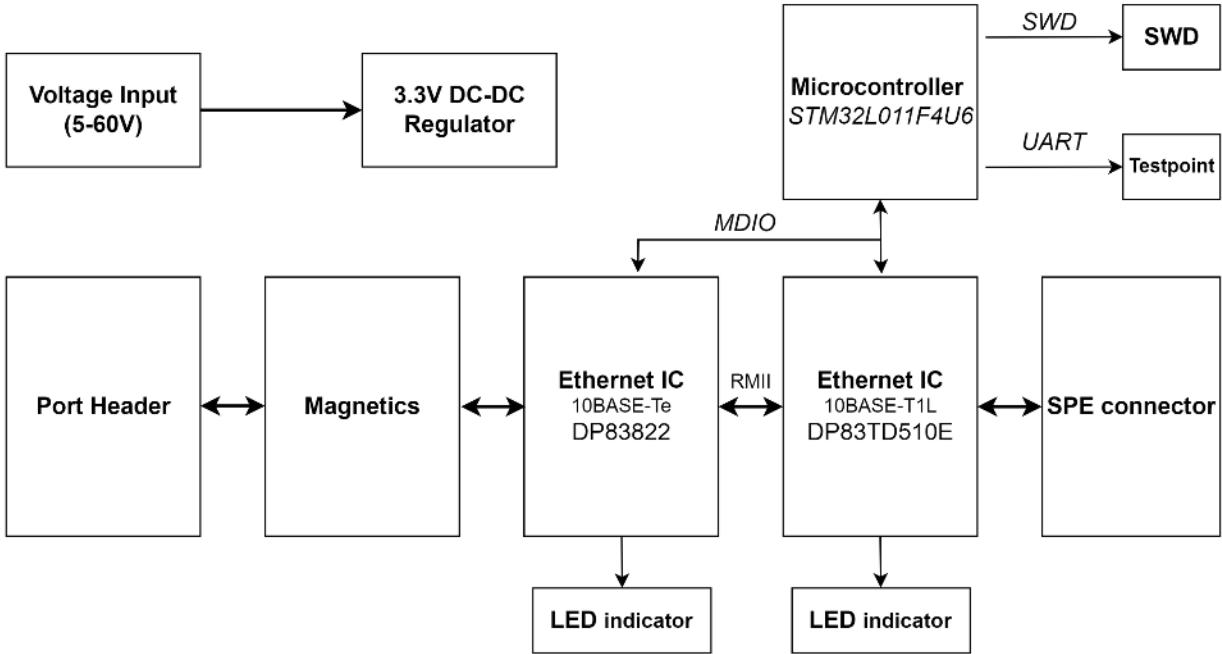 SWD
SWD
Voltage Input
(5-60V)
3.3V DC-DC
Regulator
Microcontroller
STM32L011F4U6
UART
Testpoint
MDIO
Port Header
Magnetics
Ethernet IC
10BASE-Te
DP83822
RMII
Ethernet IC
10BASE-T1L
DP83TD510E
SPE connector
LED indicator
LED indicator